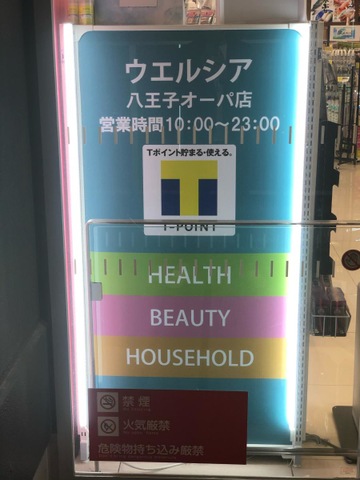 ウエルシア
八王子オーパ店
営業時間10:00～23:00
Tポイント貯まる・使える。
T
T-POINT
HEALTH
BEAUTY
HOUSEHOLD
禁煙
火気厳禁
危険物持ち込み厳禁